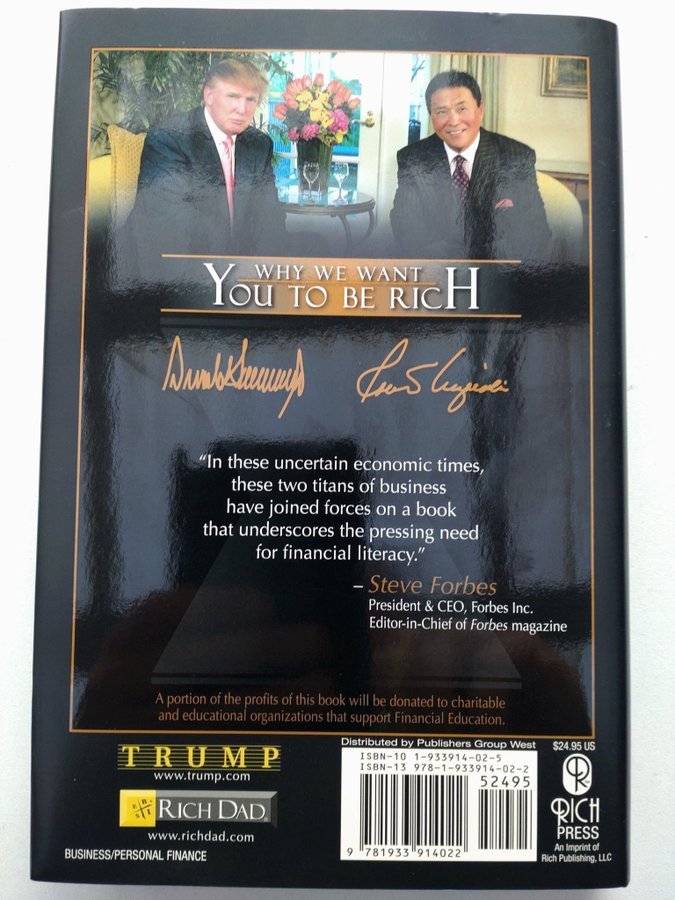 WHY WE WANT
YOU TO BE RICH
"In these uncertain economic times,
these two titans of business
have joined forces on a book
that underscores the pressing need
for financial literacy."
– Steve Forbes
President & CEO, Forbes Inc.
Editor-in-Chief of Forbes magazine
A portion of the profits of this book will be donated to charitable
and educational organizations that support Financial Education.
TRUMP
www.trump.com
E B
S I
RICH DAD
www.richdad.com
BUSINESS/PERSONAL FINANCE
Distributed by Publishers Group West
ISBN-10 1-933914-02-5
ISBN-13 978-1-933914-02-2
52495
9 781933 914022
$24.95 US
RICH
PRESS
An Imprint of
Rich Publishing, LLC